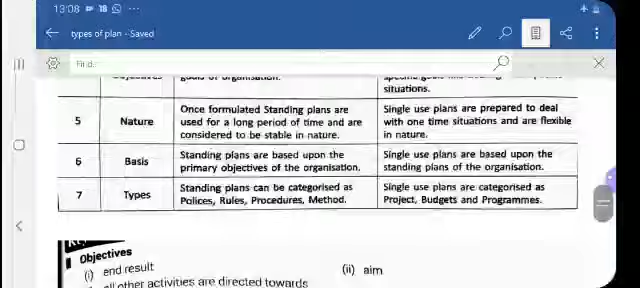 13:08
types of plan - Saved
Find...
Objectives goals of organisation.
situations.
5 Nature Once formulated Standing plans are used for a long period of time and are considered to be stable in nature. Single use plans are prepared to deal with one time situations and are flexible in nature.
6 Basis Standing plans are based upon the primary objectives of the organisation. Single use plans are based upon the standing plans of the organisation.
7 Types Standing plans can be categorised as Polices, Rules, Procedures, Method. Single use plans are categorised as Project, Budgets and Programmes.
Objectives
(i) end result (ii) aim
all other activities are directed towards